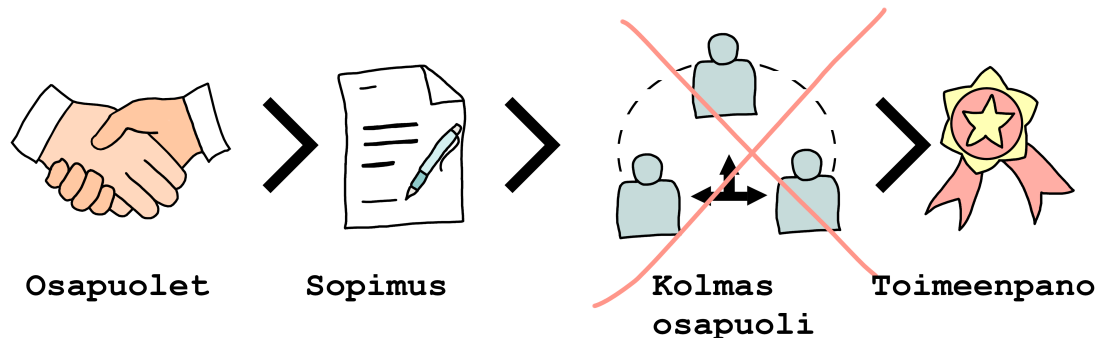 Osapuolet
Sopimus
Kolmas
osapuoli
Toimeenpano